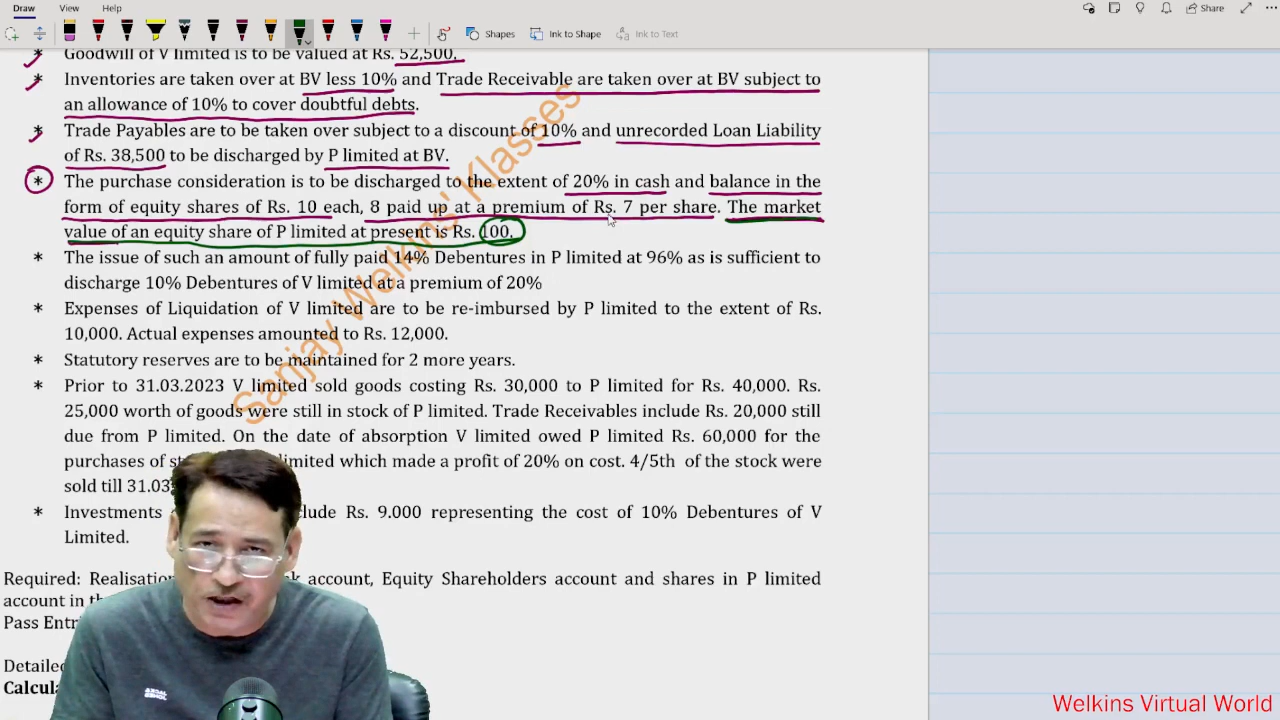 Draw View Help
Share
Shapes Ink to Shape Ink to Text
Goodwill of V limited is to be valued at Rs. 52,500.
* Inventories are taken over at BV less 10% and Trade Receivable are taken over at BV subject to
an allowance of 10% to cover doubtful debts.
* Trade Payables are to be taken over subject to a discount of 10% and unrecorded Loan Liability
of Rs. 38,500 to be discharged by P limited at BV.
* The purchase consideration is to be discharged to the extent of 20% in cash and balance in the
form of equity shares of Rs. 10 each, 8 paid up at a premium of Rs. 7 per share. The market
value of an equity share of P limited at present is Rs. 100.
* The issue of such an amount of fully paid 14% Debentures in P limited at 96% as is sufficient to
discharge 10% Debentures of V limited at a premium of 20%
* Expenses of Liquidation of V limited are to be re-imbursed by P limited to the extent of Rs.
10,000. Actual expenses amounted to Rs. 12,000.
* Statutory reserves are to be maintained for 2 more years.
* Prior to 31.03.2023 V limited sold goods costing Rs. 30,000 to P limited for Rs. 40,000. Rs.
25,000 worth of goods were still in stock of P limited. Trade Receivables include Rs. 20,000 still
due from P limited. On the date of absorption V limited owed P limited Rs. 60,000 for the
purchases of limited which made a profit of 20% on cost. 4/5th of the stock were
sold till
* Investments Rs. 9.000 representing the cost of 10% Debentures of V
Limited.
Required: account, Equity Shareholders account and shares in P limited
account in
Pass
Sanjay Welkins Klasses
Welkins Virtual World